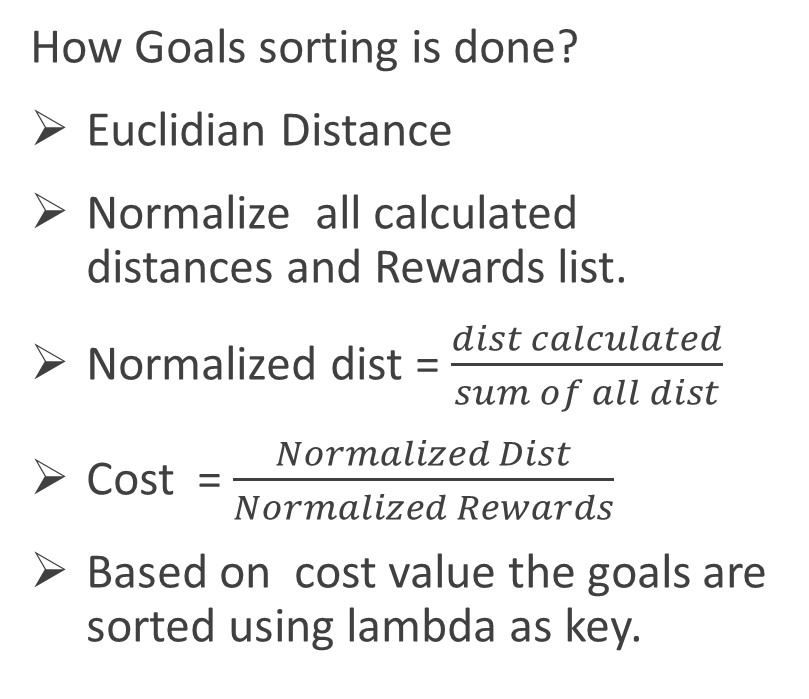 How Goals sorting is done?
➢ Euclidian Distance
➢ Normalize  all calculated
distances and Rewards list.
➢ Normalized dist = dist calculated / sum of all dist
➢ Cost  = Normalized Dist / Normalized Rewards
➢ Based on  cost value the goals are
sorted using lambda as key.